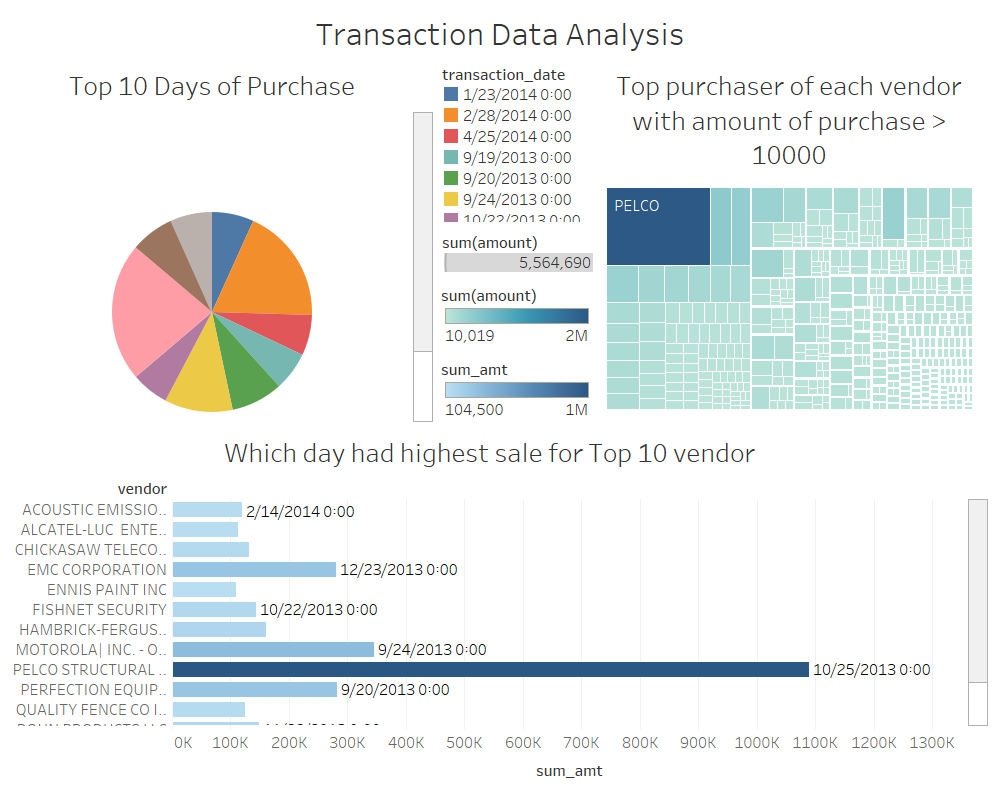 Transaction Data Analysis
Top 10 Days of Purchase
transaction_date
1/23/2014 0:00
2/28/2014 0:00
4/25/2014 0:00
9/19/2013 0:00
9/20/2013 0:00
9/24/2013 0:00
10/22/2013 0:00
sum(amount)
5,564,690
sum(amount)
10,019 2M
sum_amt
104,500 1M
Top purchaser of each vendor
with amount of purchase >
10000
PELCO
Which day had highest sale for Top 10 vendor
vendor
ACOUSTIC EMISSIO.. 2/14/2014 0:00
ALCATEL-LUC ENTE..
CHICKASAW TELECO..
EMC CORPORATION 12/23/2013 0:00
ENNIS PAINT INC
FISHNET SECURITY 10/22/2013 0:00
HAMBRICK-FERGUS..
MOTOROLA| INC. - O.. 9/24/2013 0:00
PELCO STRUCTURAL .. 10/25/2013 0:00
PERFECTION EQUIP.. 9/20/2013 0:00
QUALITY FENCE CO I..
0K 100K 200K 300K 400K 500K 600K 700K 800K 900K 1000K 1100K 1200K 1300K
sum_amt